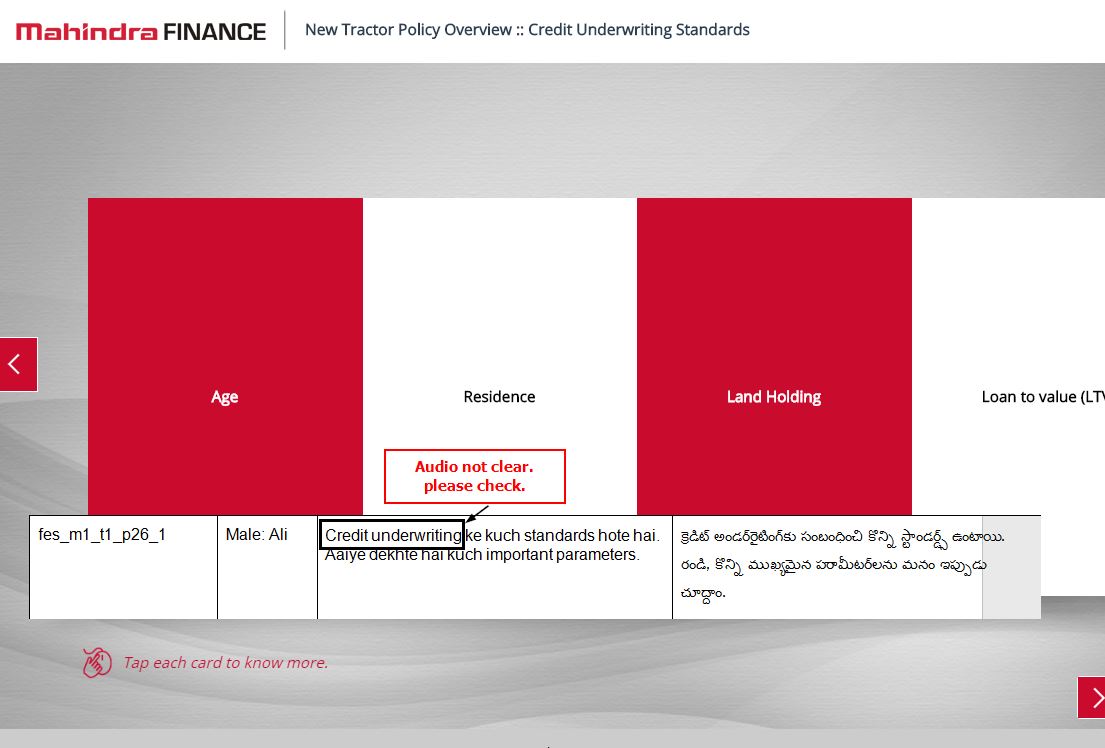 Mahindra FINANCE
New Tractor Policy Overview :: Credit Underwriting Standards
Age
Residence
Land Holding
Loan to value (LTV
Audio not clear.
please check.
fes_m1_t1_p26_1
Male: Ali
Credit underwriting ke kuch standards hote hai.
Aaiye dekhte hai kuch important parameters.
క్రెడిట్ అండర్‌రైటింగ్‌కు సంబంధించి కొన్ని స్టాండర్డ్స్ ఉంటాయి.
రండి, కొన్ని ముఖ్యమైన పరామీటర్‌లను మనం ఇప్పుడు
చూద్దాం.
Tap each card to know more.